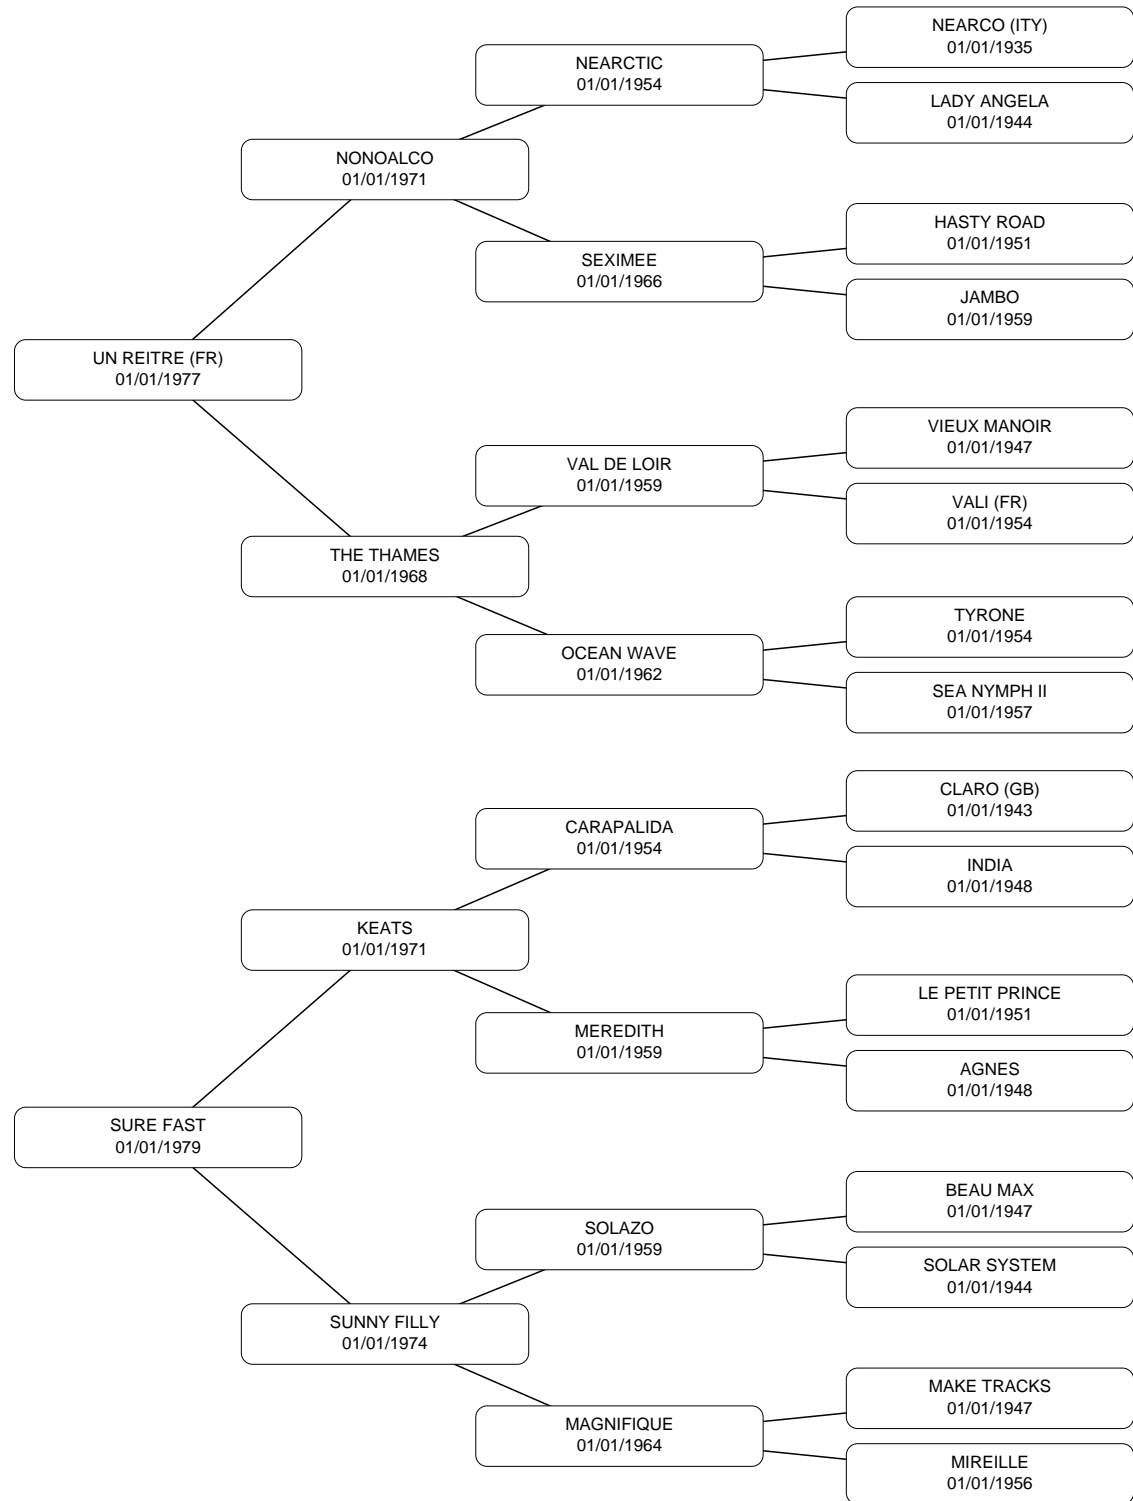 NEARCO (ITY)
01/01/1935
NEARCTIC
01/01/1954
LADY ANGELA
01/01/1944
NONOALCO
01/01/1971
HASTY ROAD
01/01/1951
SEXIMEE
01/01/1966
JAMBO
01/01/1959
UN REITRE (FR)
01/01/1977
VIEUX MANOIR
01/01/1947
VAL DE LOIR
01/01/1959
VALI (FR)
01/01/1954
THE THAMES
01/01/1968
TYRONE
01/01/1954
OCEAN WAVE
01/01/1962
SEA NYMPH II
01/01/1957
CLARO (GB)
01/01/1943
CARAPALIDA
01/01/1954
INDIA
01/01/1948
KEATS
01/01/1971
LE PETIT PRINCE
01/01/1951
MEREDITH
01/01/1959
AGNES
01/01/1948
SURE FAST
01/01/1979
BEAU MAX
01/01/1947
SOLAZO
01/01/1959
SOLAR SYSTEM
01/01/1944
SUNNY FILLY
01/01/1974
MAKE TRACKS
01/01/1947
MAGNIFIQUE
01/01/1964
MIREILLE
01/01/1956